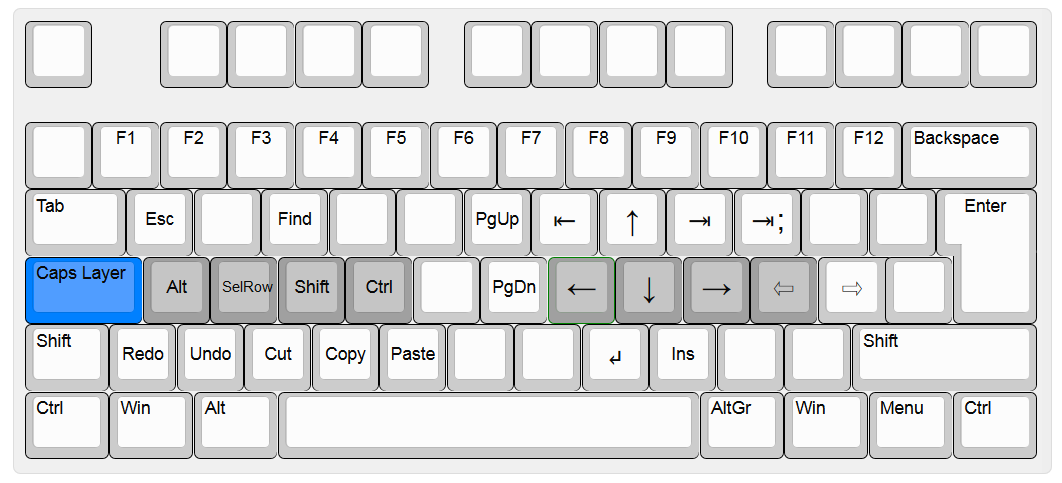 F1 F2 F3 F4 F5 F6 F7 F8 F9 F10 F11 F12 Backspace
Tab Esc Find PgUp ⇤ ↑ ⇥ ⇥; Enter
Caps Layer Alt SelRow Shift Ctrl PgDn ← ↓ → ⇦ ⇨
Shift Redo Undo Cut Copy Paste ↵ Ins Shift
Ctrl Win Alt AltGr Win Menu Ctrl